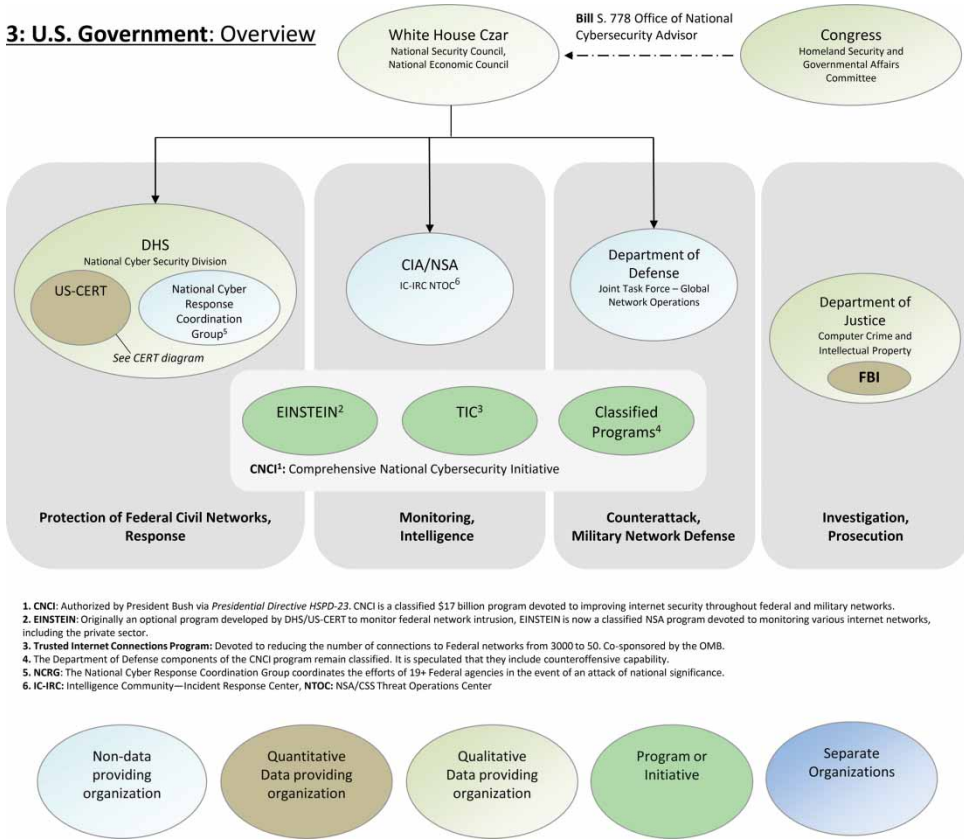 3: U.S. Government: Overview
White House Czar
National Security Council,
National Economic Council
Bill S. 778 Office of National
Cybersecurity Advisor
Congress
Homeland Security and
Governmental Affairs
Committee
DHS
National Cyber Security Division
US-CERT
National Cyber
Response
Coordination
Group5
See CERT diagram
CIA/NSA
IC-IRC NTOC6
Department of
Defense
Joint Task Force – Global
Network Operations
Department of
Justice
Computer Crime and
Intellectual Property
FBI
EINSTEIN2
TIC3
Classified
Programs4
CNCI1: Comprehensive National Cybersecurity Initiative
Protection of Federal Civil Networks,
Response
Monitoring,
Intelligence
Counterattack,
Military Network Defense
Investigation,
Prosecution
1. CNCI: Authorized by President Bush via Presidential Directive HSPD-23. CNCI is a classified $17 billion program devoted to improving internet security throughout federal and military networks.
2. EINSTEIN: Originally an optional program developed by DHS/US-CERT to monitor federal network intrusion, EINSTEIN is now a classified NSA program devoted to monitoring various internet networks,
including the private sector.
3. Trusted Internet Connections Program: Devoted to reducing the number of connections to Federal networks from 3000 to 50. Co-sponsored by the OMB.
4. The Department of Defense components of the CNCI program remain classified. It is speculated that they include counteroffensive capability.
5. NCRG: The National Cyber Response Coordination Group coordinates the efforts of 19+ Federal agencies in the event of an attack of national significance.
6. IC-IRC: Intelligence Community—Incident Response Center, NTOC: NSA/CSS Threat Operations Center
Non-data
providing
organization
Quantitative
Data providing
organization
Qualitative
Data providing
organization
Program or
Initiative
Separate
Organizations